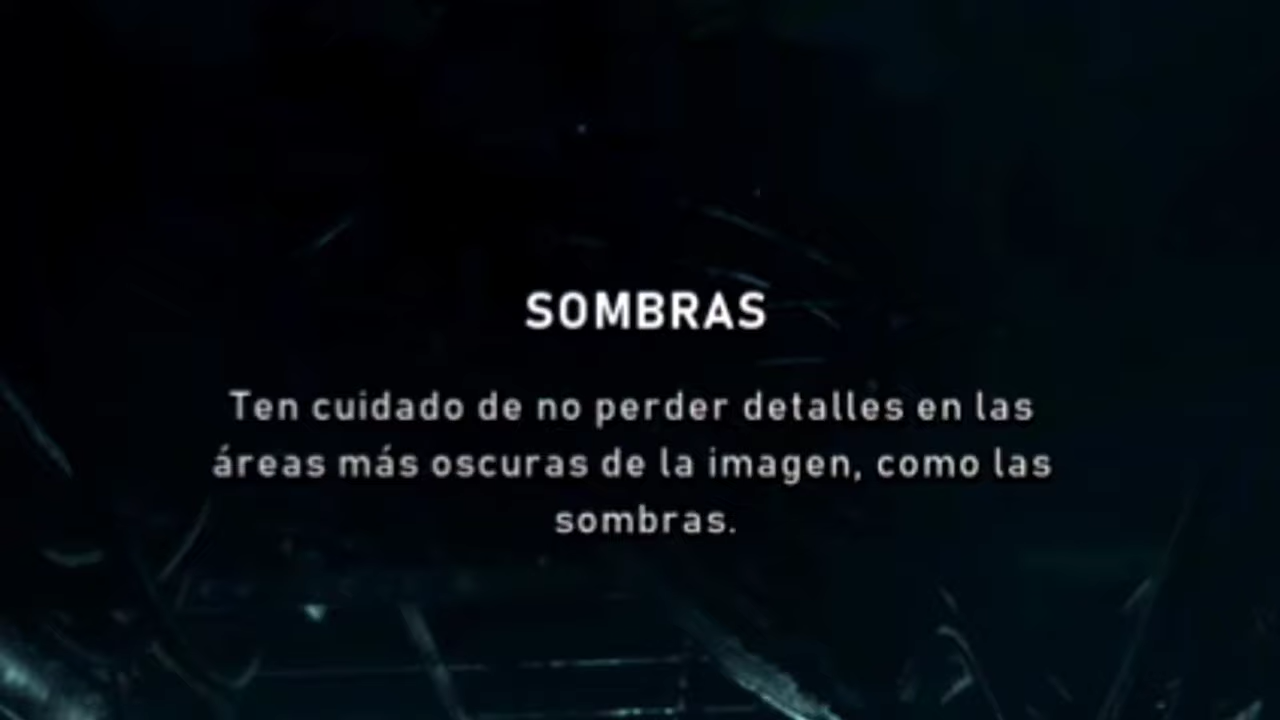 SOMBRAS
Ten cuidado de no perder detalles en las
áreas más oscuras de la imagen, como las
sombras.